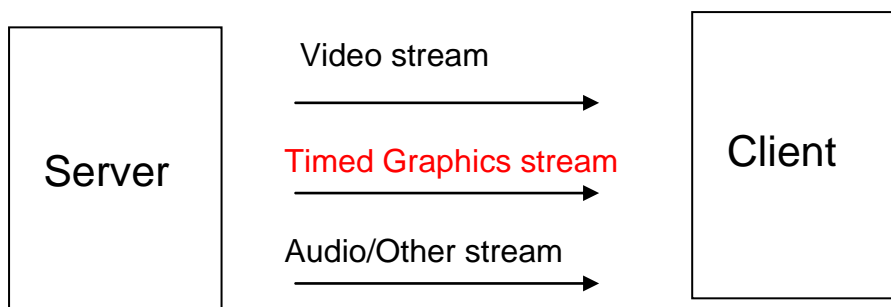 Server
Video stream
Timed Graphics stream
Audio/Other stream
Client